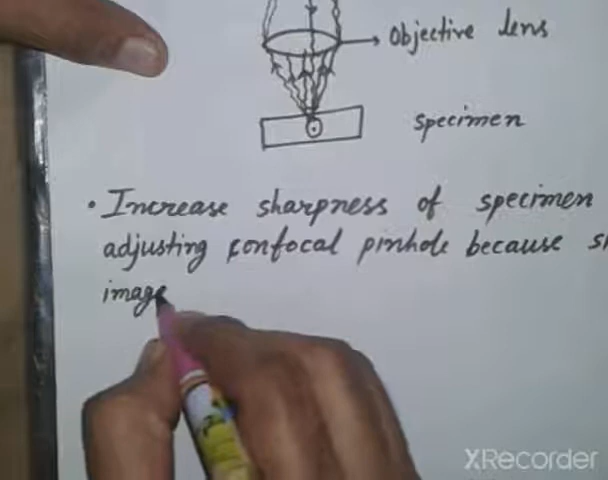 Objective lens
specimen
• Increase sharpness of specimen
adjusting confocal pinhole because
image
XRecorder